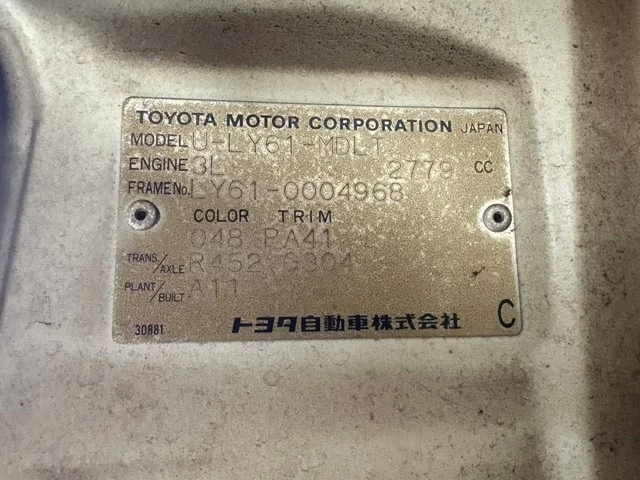 TOYOTA MOTOR CORPORATION JAPAN
MODEL U-LY61-MDLT
ENGINE 3L 2779 CC
FRAME No. LY61-0004968
COLOR TRIM
048 PA41
TRANS./AXLE R452 G304
PLANT/BUILT A11
30881 トヨタ自動車株式会社 C